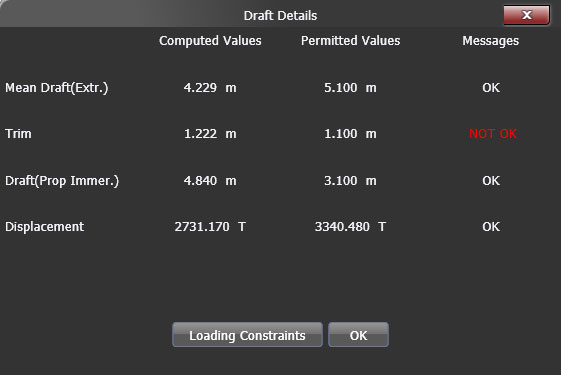 Draft Details
X
Computed Values Permitted Values Messages
Mean Draft(Extr.) 4.229 m 5.100 m OK
Trim 1.222 m 1.100 m NOT OK
Draft(Prop Immer.) 4.840 m 3.100 m OK
Displacement 2731.170 T 3340.480 T OK
Loading Constraints OK